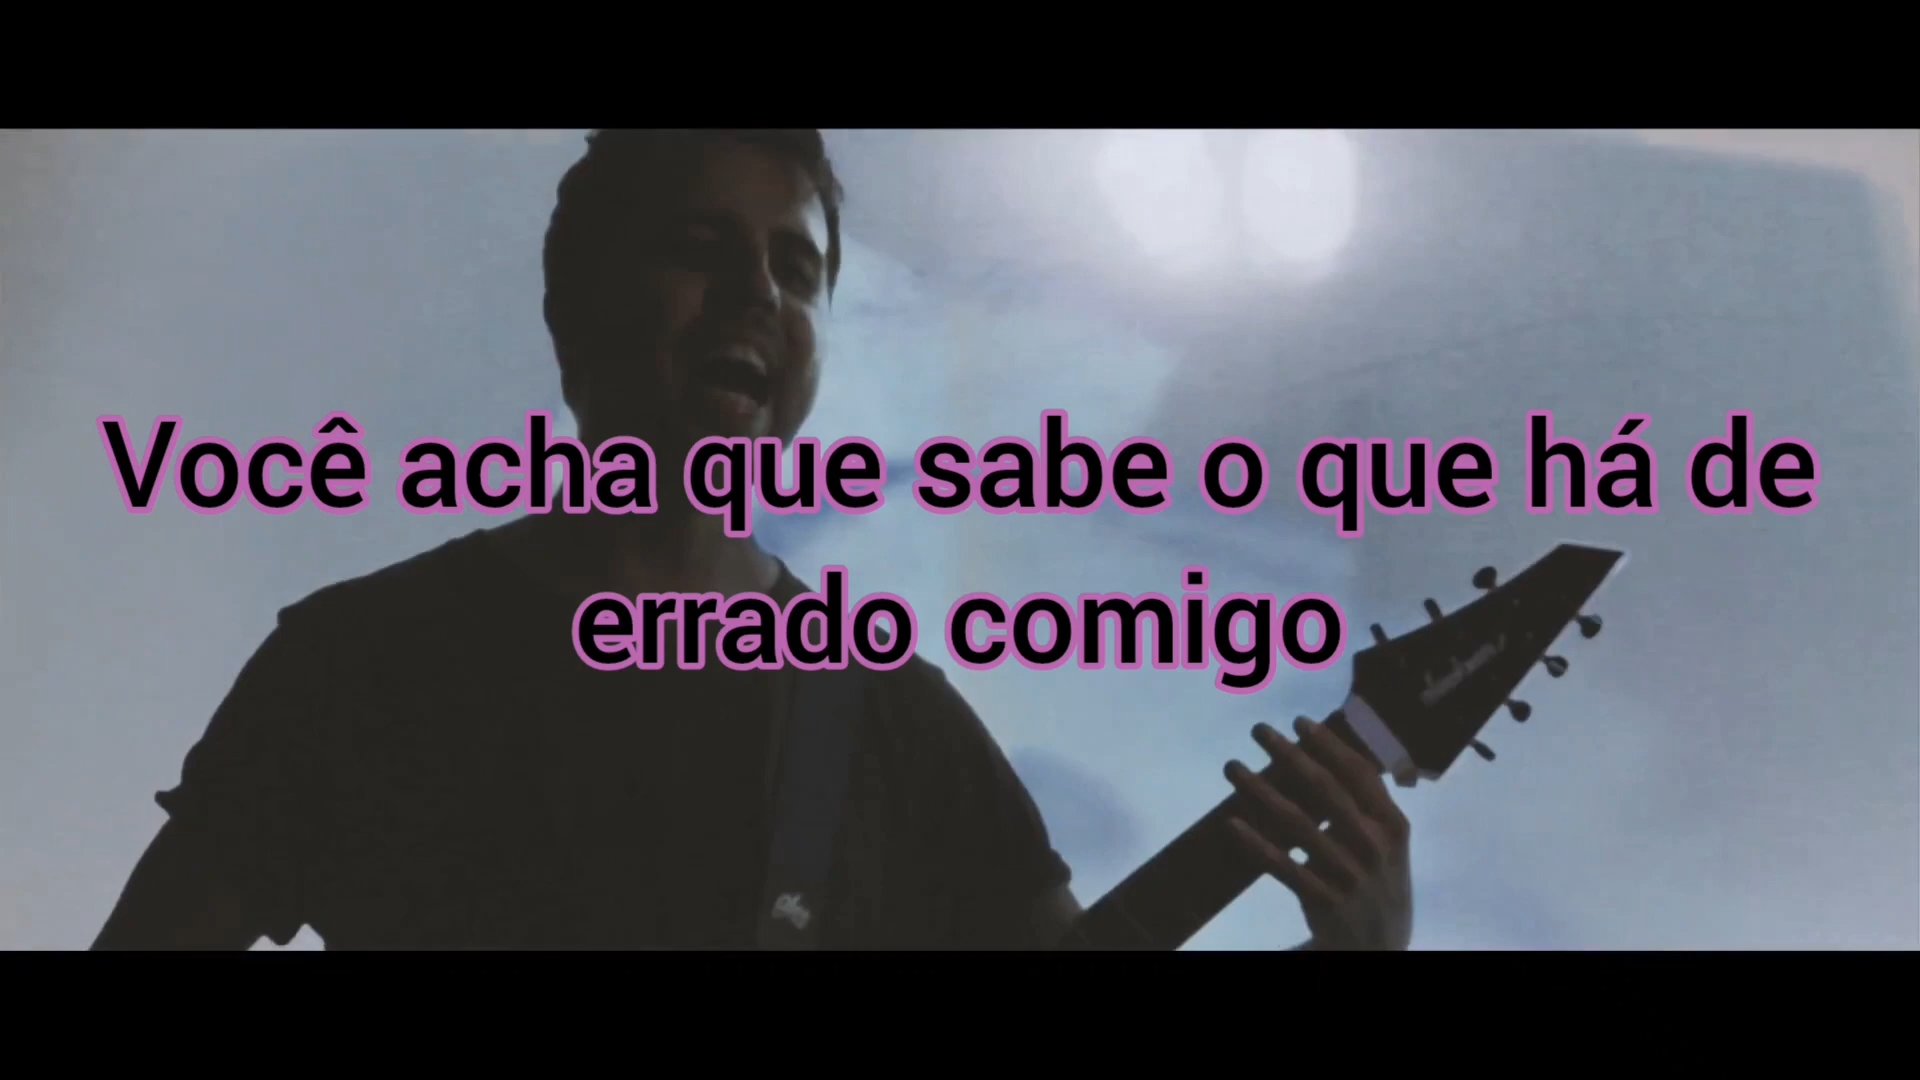 Você acha que sabe o que há de
errado comigo